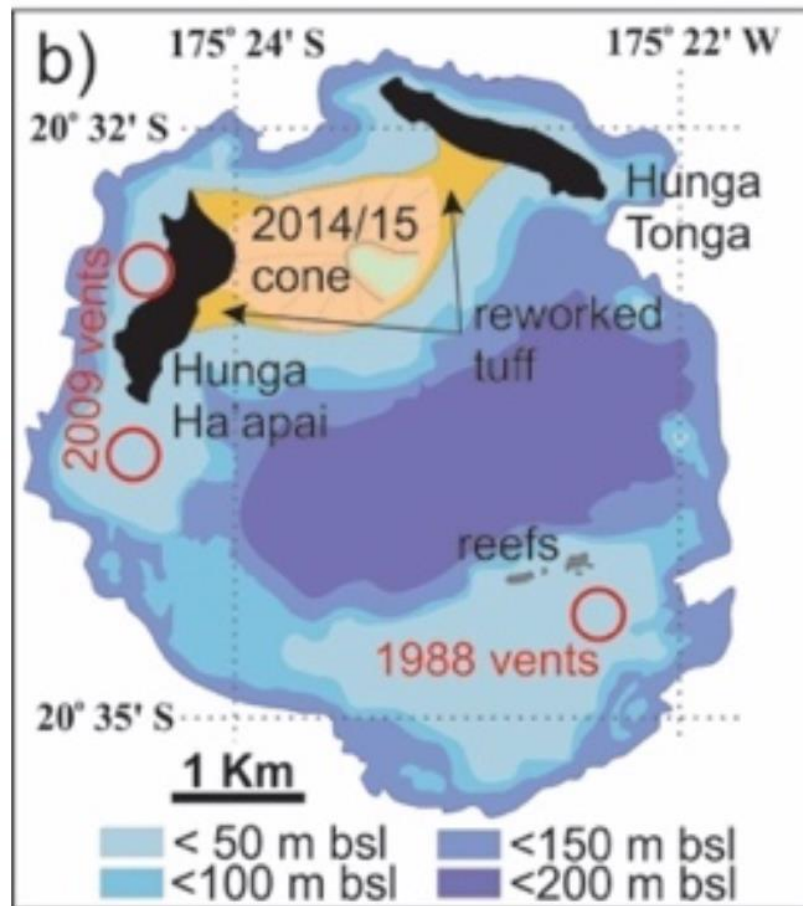 b)
175° 24' S
175° 22' W
20° 32' S
Hunga
Tonga
2014/15
cone
2009 vents
reworked
tuff
Hunga
Ha'apai
reefs
1988 vents
20° 35' S
1 Km
< 50 m bsl
<150 m bsl
<100 m bsl
<200 m bsl